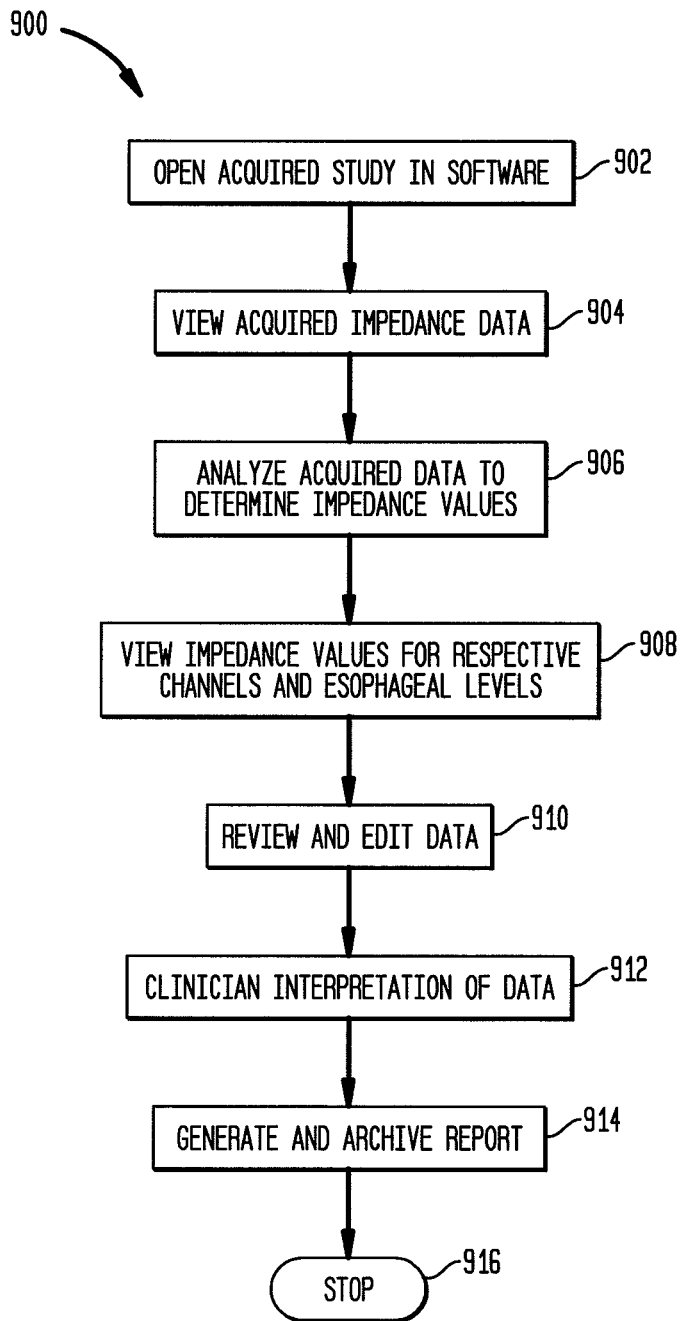 900
OPEN ACQUIRED STUDY IN SOFTWARE
902
VIEW ACQUIRED IMPEDANCE DATA
904
ANALYZE ACQUIRED DATA TO
DETERMINE IMPEDANCE VALUES
906
VIEW IMPEDANCE VALUES FOR RESPECTIVE
CHANNELS AND ESOPHAGEAL LEVELS
908
REVIEW AND EDIT DATA
910
CLINICIAN INTERPRETATION OF DATA
912
GENERATE AND ARCHIVE REPORT
914
STOP
916